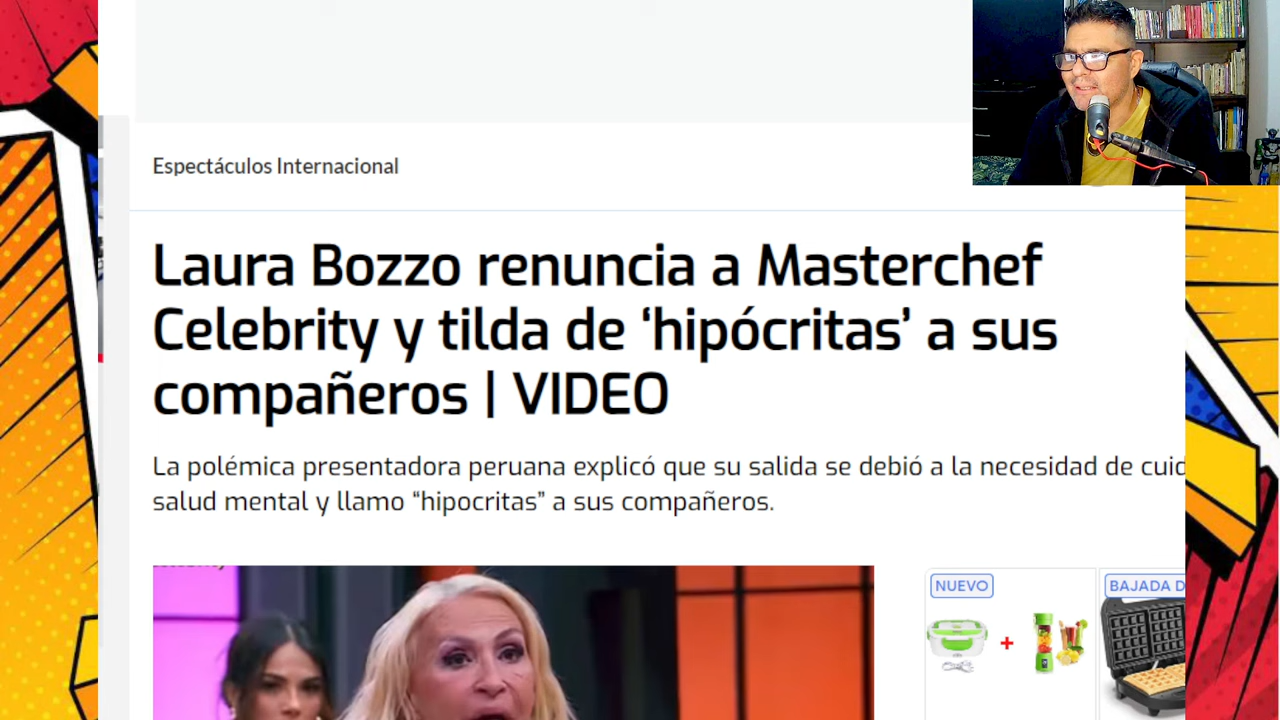 Espectáculos Internacional
Laura Bozzo renuncia a Masterchef
Celebrity y tilda de ‘hipócritas’ a sus
compañeros | VIDEO
La polémica presentadora peruana explicó que su salida se debió a la necesidad de cuid
salud mental y llamo “hipocritas” a sus compañeros.
NUEVO
BAJADA D